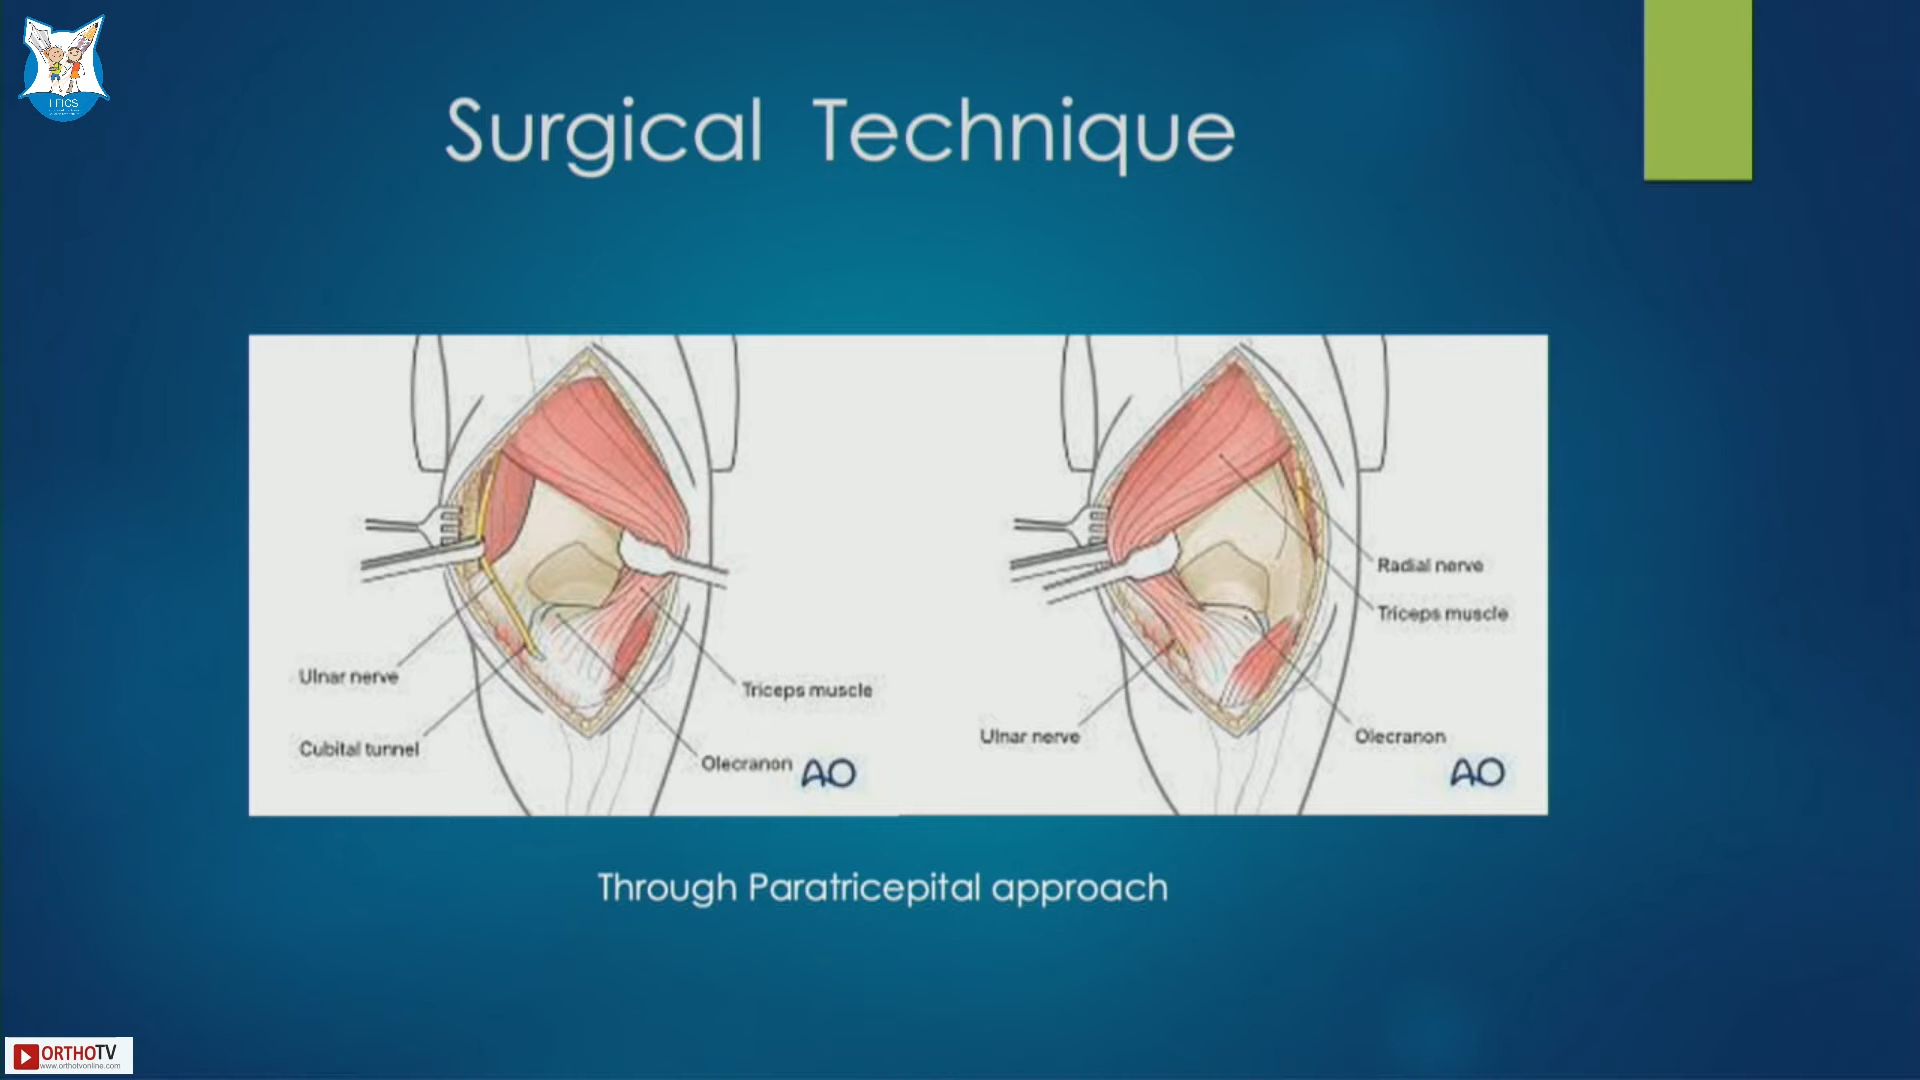 I FICS
Surgical Technique
Ulnar nerve
Cubital tunnel
Triceps muscle
Olecranon
AO
Radial nerve
Triceps muscle
Ulnar nerve
Olecranon
AO
Through Paratricepital approach
ORTHOTV
www.orthotvonline.com